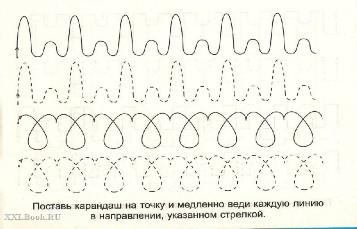 Поставь карандаш на точку и медленно веди каждую линию
в направлении, указанном стрелкой.
XXLBook.RU